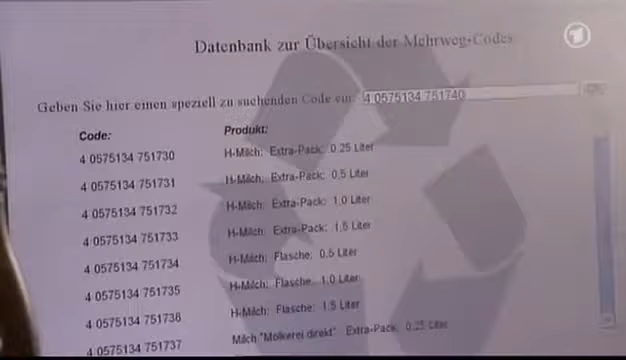 Datenbank zur Übersicht der Mehrweg-Codes
Geben Sie hier einen speziell zu suchenden Code ein: 4 0575134 751740
Code: Produkt:
4 0575134 751730 H-Milch; Extra-Pack; 0,25 Liter
4 0575134 751731 H-Milch; Extra-Pack; 0,5 Liter
4 0575134 751732 H-Milch; Extra-Pack; 1,0 Liter
4 0575134 751733 H-Milch; Extra-Pack; 1,5 Liter
4 0575134 751734 H-Milch; Flasche; 0,5 Liter
4 0575134 751735 H-Milch; Flasche; 1,0 Liter
4 0575134 751736 H-Milch; Flasche; 1,5 Liter
4 0575134 751737 Milch "Molkerei direkt" Extra-Pack; 0,25 Liter